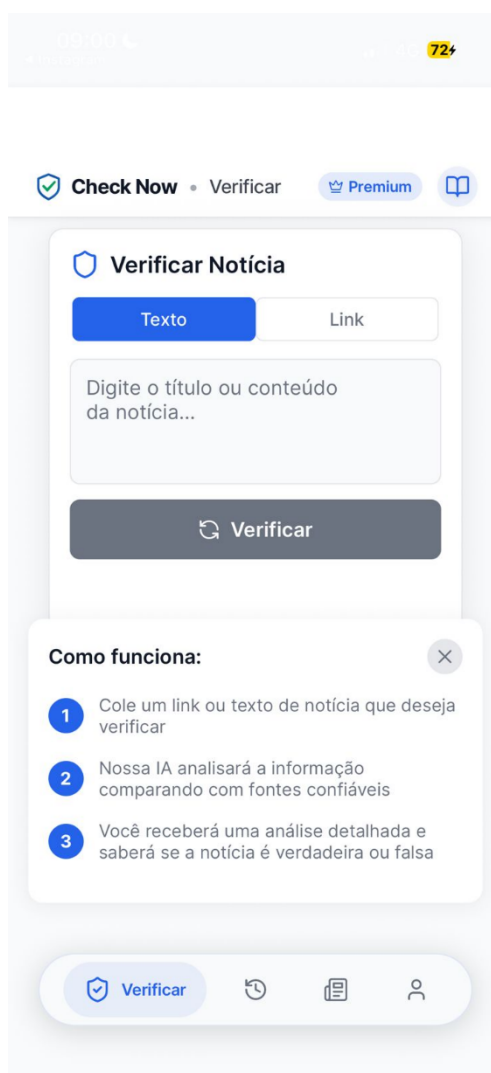 09:00
72
Check Now • Verificar
Premium
Verificar Notícia
Texto
Link
Digite o título ou conteúdo
da notícia...
Verificar
Como funciona:
1
Cole um link ou texto de notícia que deseja
verificar
2
Nossa IA analisará a informação
comparando com fontes confiáveis
3
Você receberá uma análise detalhada e
saberá se a notícia é verdadeira ou falsa
Verificar